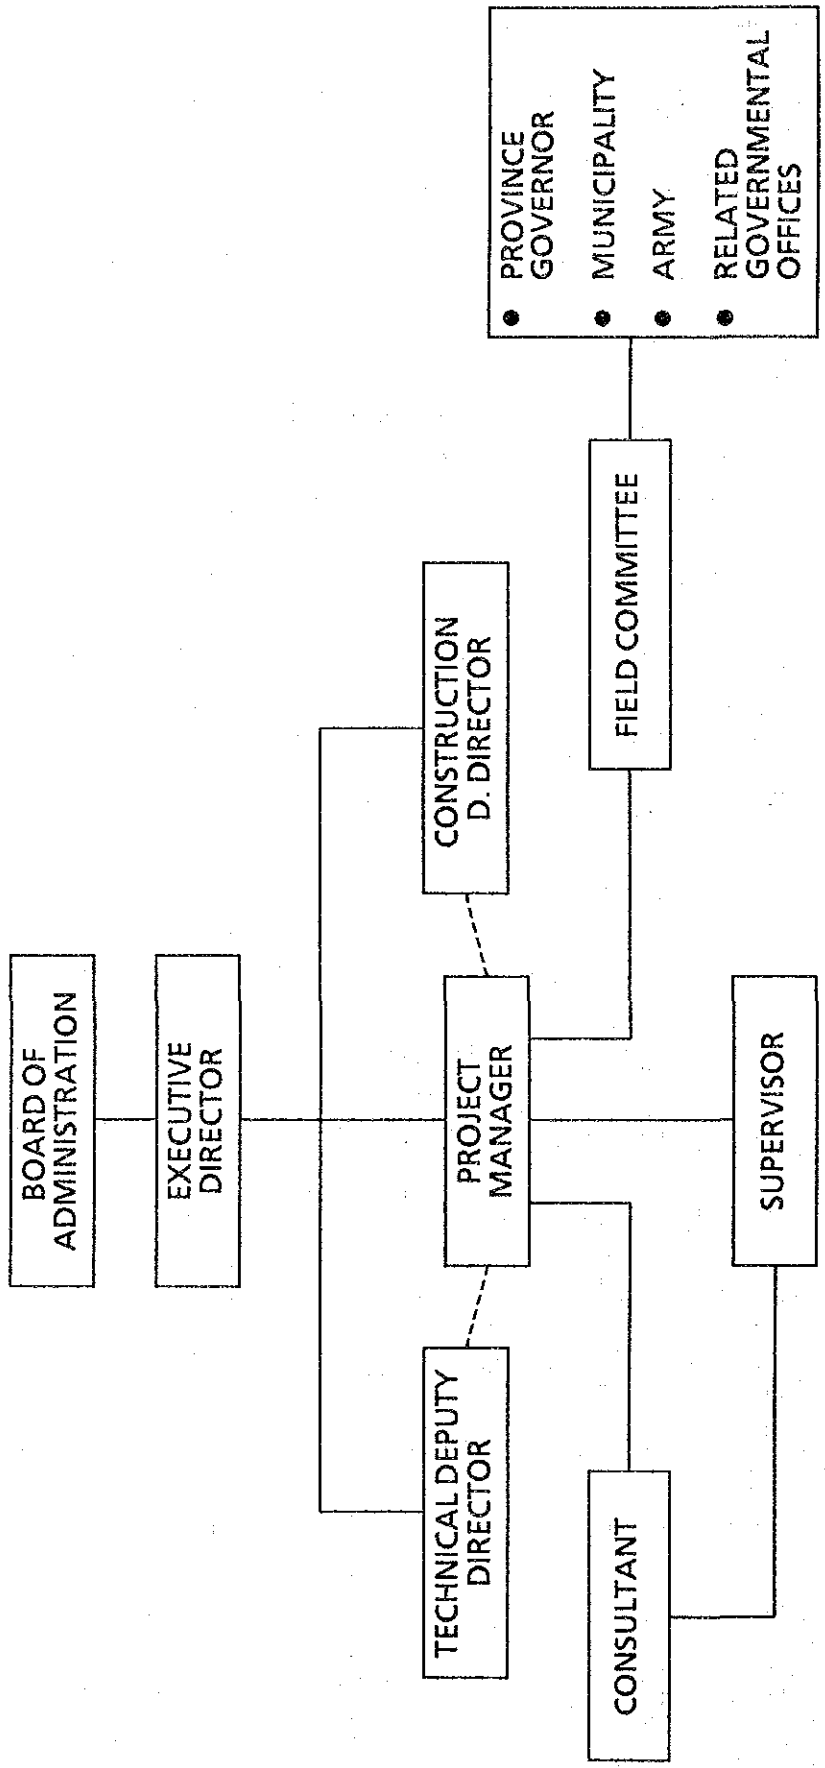 BOARD OF
ADMINISTRATION
EXECUTIVE
DIRECTOR
TECHNICAL DEPUTY
DIRECTOR
PROJECT
MANAGER
CONSTRUCTION
D. DIRECTOR
CONSULTANT
SUPERVISOR
FIELD COMMITTEE
● PROVINCE
GOVERNOR
● MUNICIPALITY
● ARMY
● RELATED
GOVERNMENTAL
OFFICES